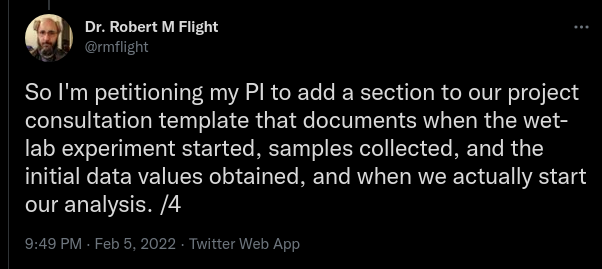 Dr. Robert M Flight
@rmflight
So I'm petitioning my PI to add a section to our project
consultation template that documents when the wet-
lab experiment started, samples collected, and the
initial data values obtained, and when we actually start
our analysis. /4
9:49 PM · Feb 5, 2022 · Twitter Web App